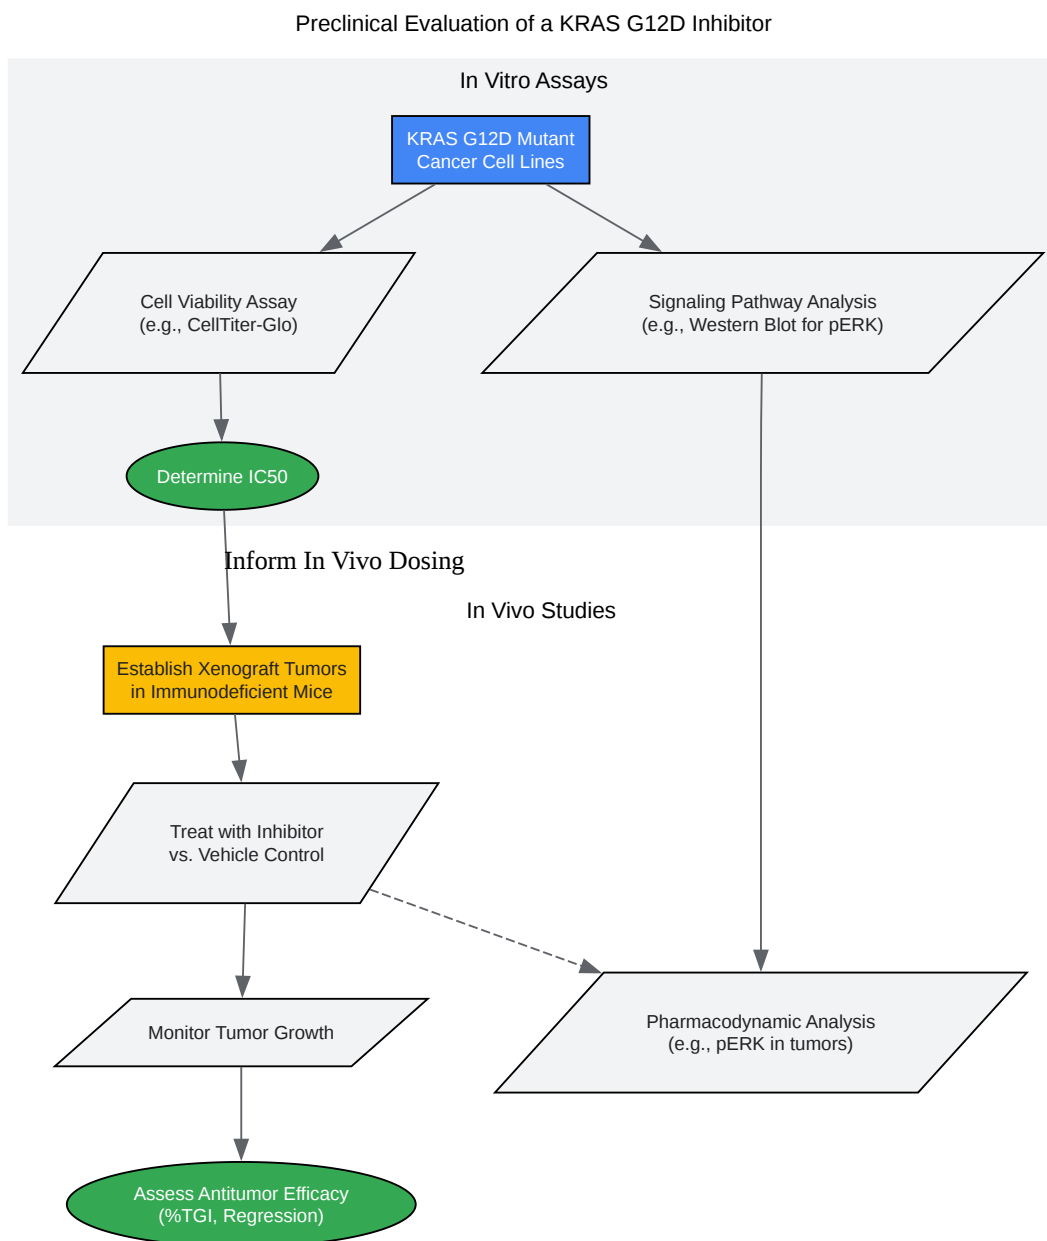 Preclinical Evaluation of a KRAS G12D Inhibitor
In Vitro Assays
KRAS G12D Mutant
Cancer Cell Lines
Cell Viability Assay
(e.g., CellTiter-Glo)
Signaling Pathway Analysis
(e.g., Western Blot for pERK)
Determine IC50
Inform In Vivo Dosing
In Vivo Studies
Establish Xenograft Tumors
in Immunodeficient Mice
Treat with Inhibitor
vs. Vehicle Control
Monitor Tumor Growth
Pharmacodynamic Analysis
(e.g., pERK in tumors)
Assess Antitumor Efficacy
(%TGI, Regression)